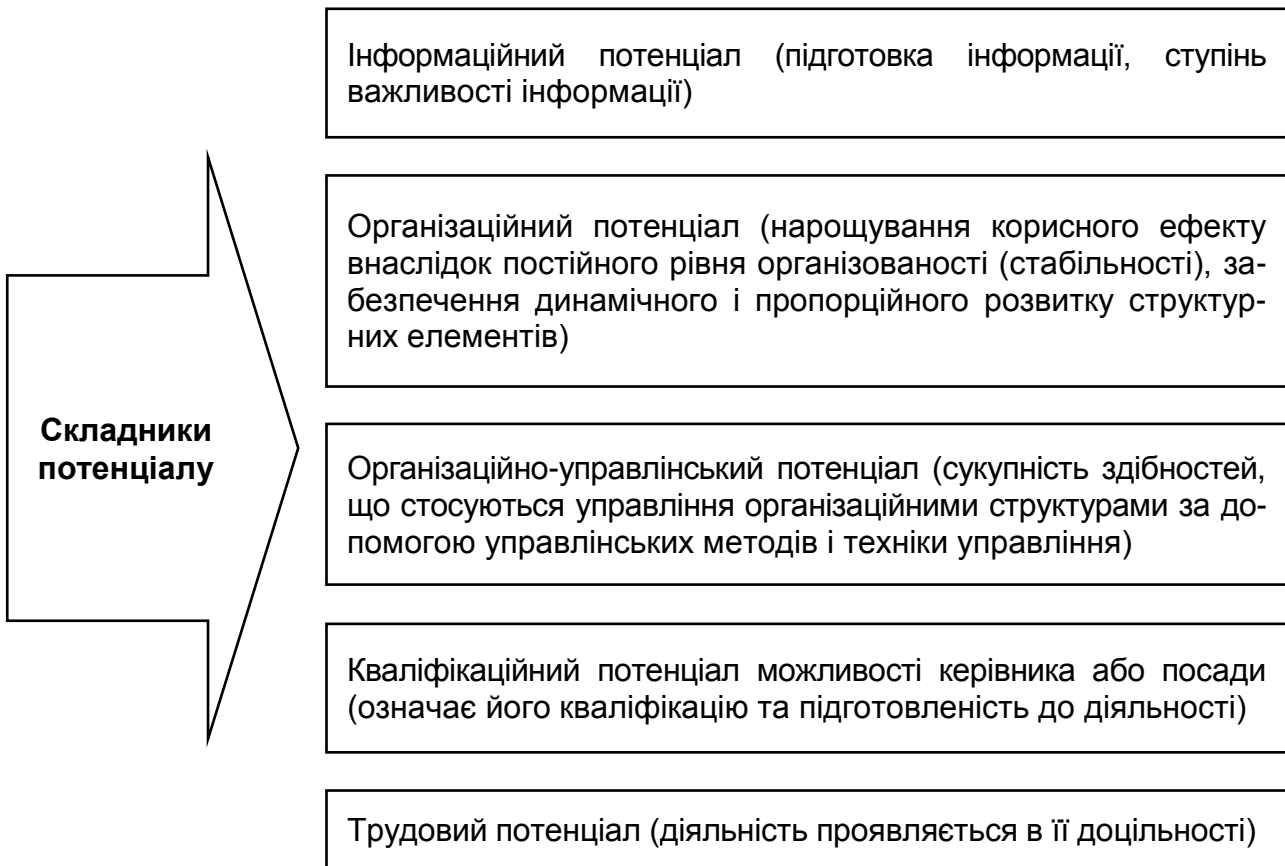 Інформаційний потенціал (підготовка інформації, ступінь
важливості інформації)
Організаційний потенціал (нарощування корисного ефекту
внаслідок постійного рівня організованості (стабільності), за-
безпечення динамічного і пропорційного розвитку структур-
них елементів)
Складники
потенціалу
Організаційно-управлінський потенціал (сукупність здібностей,
що стосуються управління організаційними структурами за до-
помогою управлінських методів і техніки управління)
Кваліфікаційний потенціал можливості керівника або посади
(означає його кваліфікацію та підготовленість до діяльності)
Трудовий потенціал (діяльність проявляється в її доцільності)